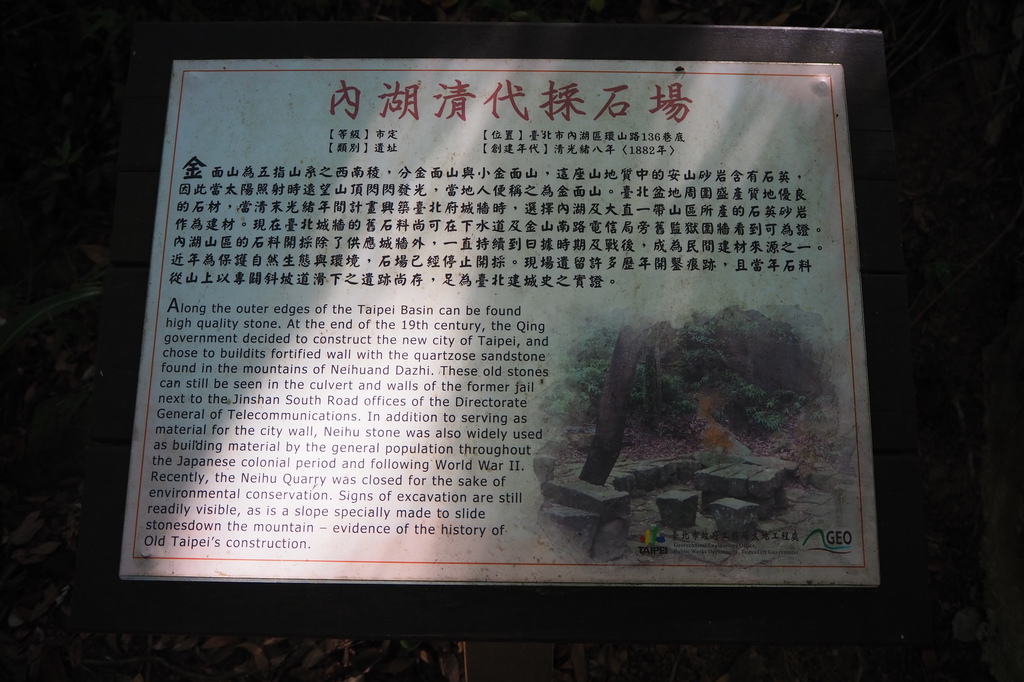 內湖清代採石場
【等級】市定 【位置】臺北市內湖區環山路136巷底
【類別】遺址 【創建年代】清光緒八年〈1882年〉
金面山為五指山系之西南稜，分金面山與小金面山，這座山地質中的安山砂岩含有石英，
因此當太陽照射時遠望山頂閃閃發光，當地人便稱之為金面山。臺北盆地周圍盛產質地優良
的石材，當清末光緒年間計畫興築臺北府城牆時，選擇內湖及大直一帶山區所產的石英砂岩
作為建材。現在臺北城牆的舊石料尚可在下水道及金山南路電信局旁舊監獄圍牆看到可為證。
內湖山區的石料開採除了供應城牆外，一直持續到日據時期及戰後，成為民間建材來源之一。
近年為保護自然生態與環境，石場已經停止開採。現場遺留許多歷年開鑿痕跡，且當年石料
從山上以專闢斜坡道滑下之遺跡尚存，足為臺北建城史之實證。
Along the outer edges of the Taipei Basin can be found
high quality stone. At the end of the 19th century, the Qing
government decided to construct the new city of Taipei, and
chose to buildits fortified wall with the quartzose sandstone
found in the mountains of Neihuand Dazhi. These old stones
can still be seen in the culvert and walls of the former jail
next to the Jinshan South Road offices of the Directorate
General of Telecommunications. In addition to serving as
material for the city wall, Neihu stone was also widely used
as building material by the general population throughout
the Japanese colonial period and following World War II.
Recently, the Neihu Quarry was closed for the sake of
environmental conservation. Signs of excavation are still
readily visible, as is a slope specially made to slide
stonesdown the mountain – evidence of the history of
Old Taipei's construction.
TAIPEI
臺北市政府工務局大地工程處
GEO